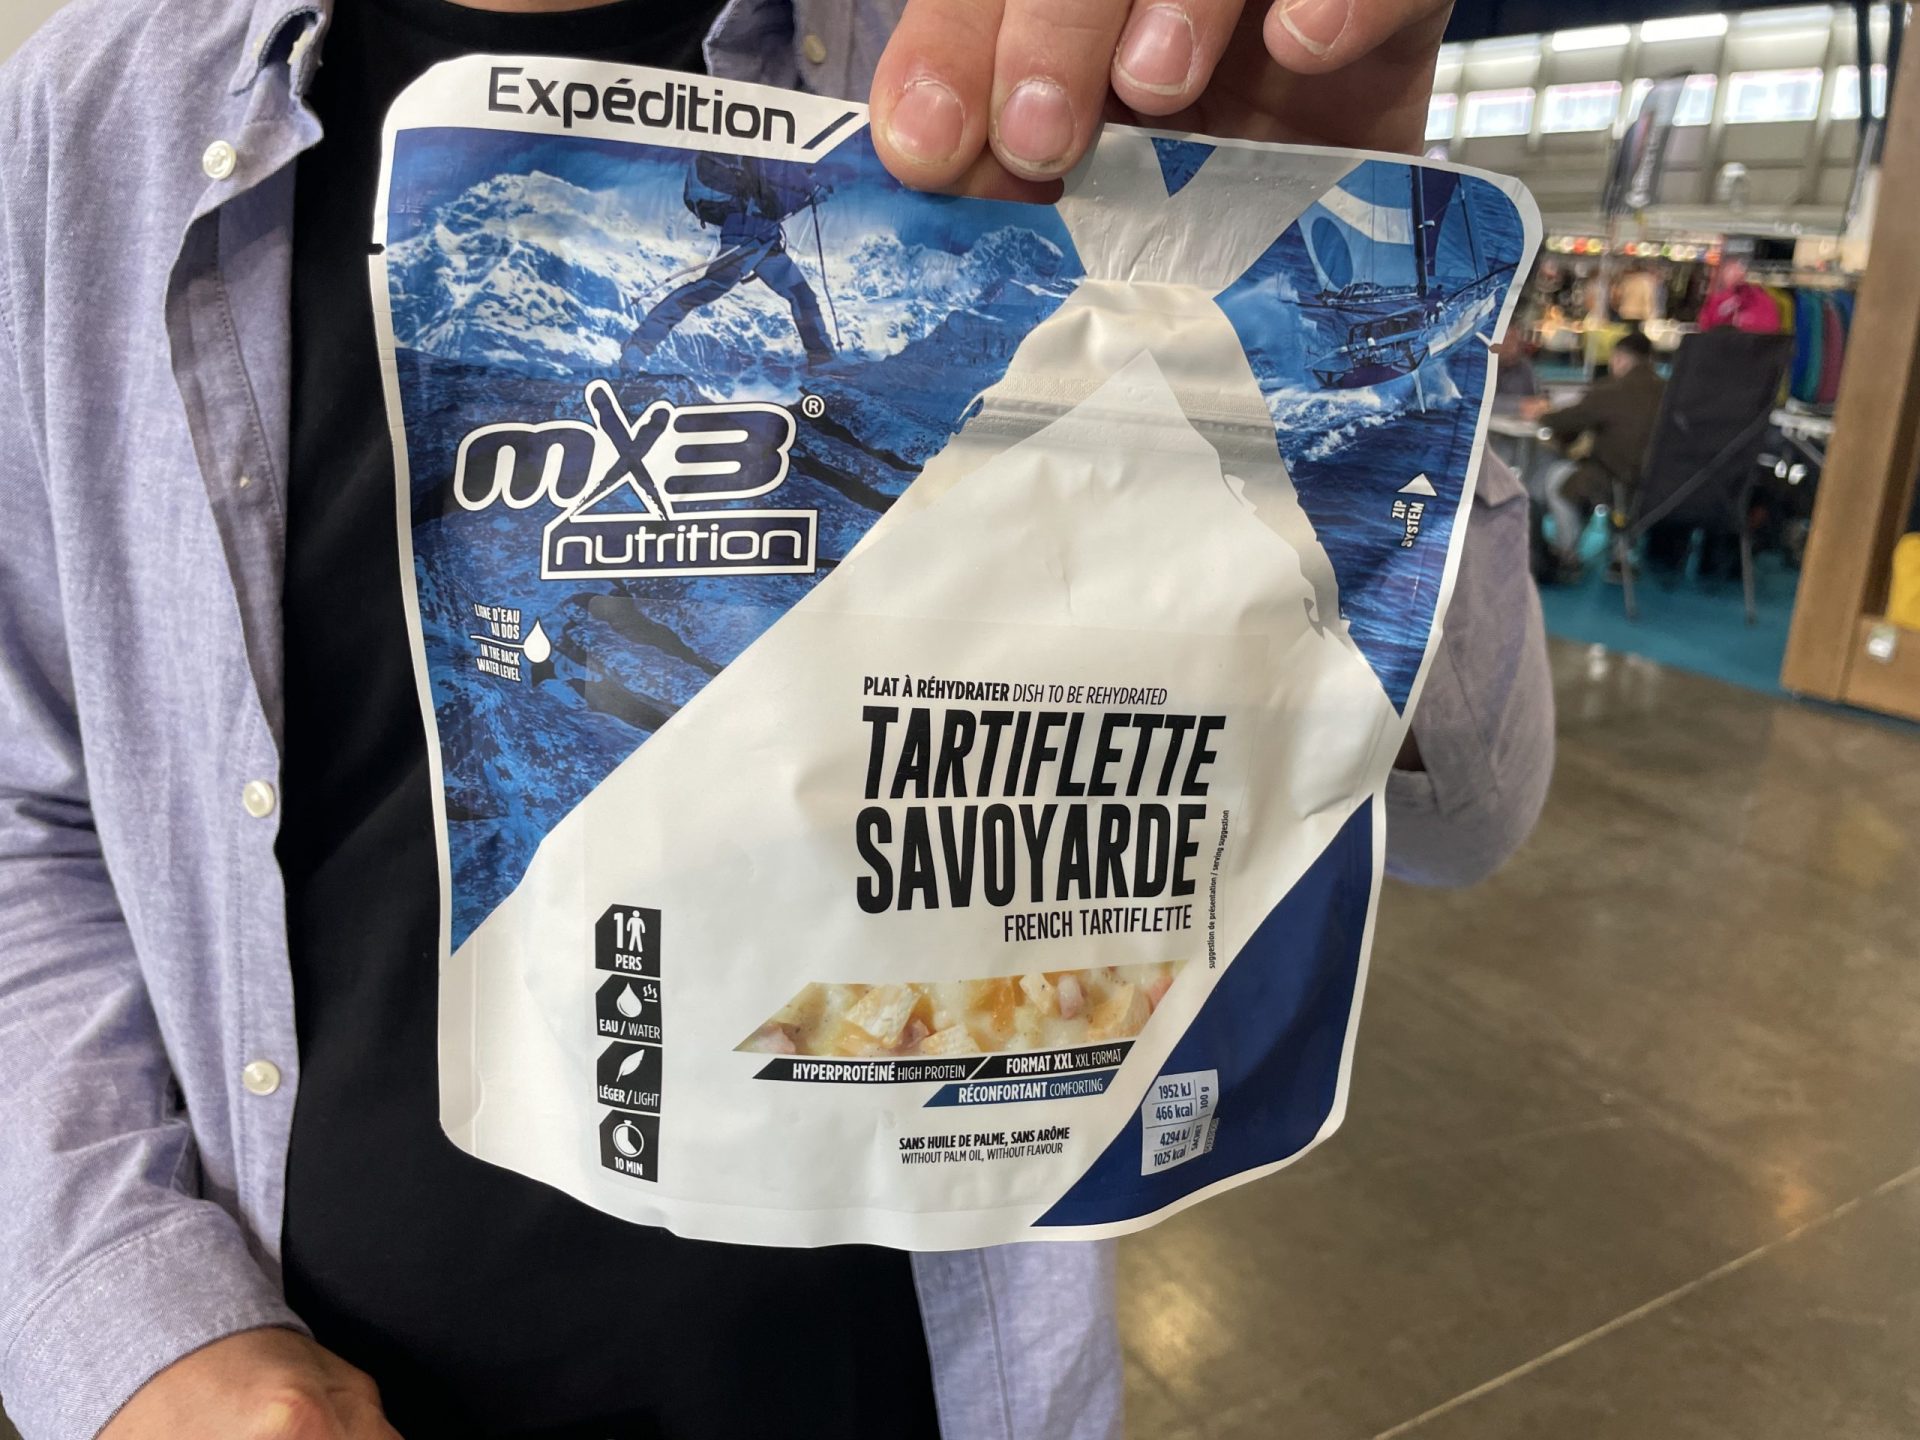 Expédition
mX3 ®
nutrition
LIGNE D'EAU
AU DOS
IN THE BACK
WATER LEVEL
ZIP
SYSTEM
PLAT À RÉHYDRATER DISH TO BE REHYDRATED
TARTIFLETTE
SAVOYARDE
FRENCH TARTIFLETTE
suggestion de présentation / serving suggestion
1
PERS
EAU / WATER
LÉGER / LIGHT
10 MIN
HYPERPROTÉINÉ HIGH PROTEIN
FORMAT XXL XXL FORMAT
RÉCONFORTANT COMFORTING
SANS HUILE DE PALME, SANS ARÔME
WITHOUT PALM OIL, WITHOUT FLAVOUR
1952 kJ
466 kcal
100 g
4294 kJ
1025 kcal
SACHET